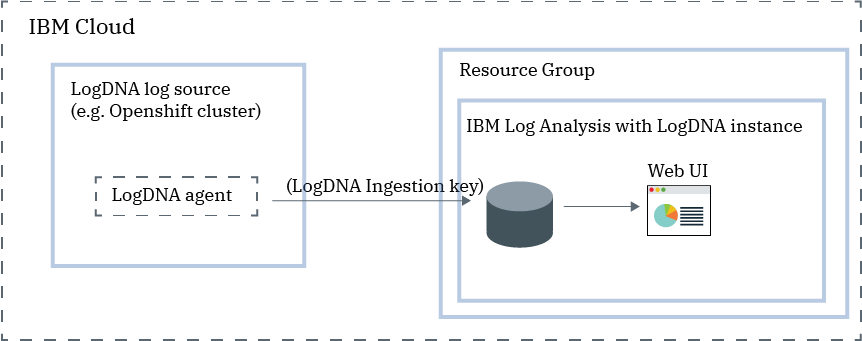 IBM Cloud
LogDNA log source
(e.g. Openshift cluster)
LogDNA agent
(LogDNA Ingestion key)
Resource Group
IBM Log Analysis with LogDNA instance
Web UI